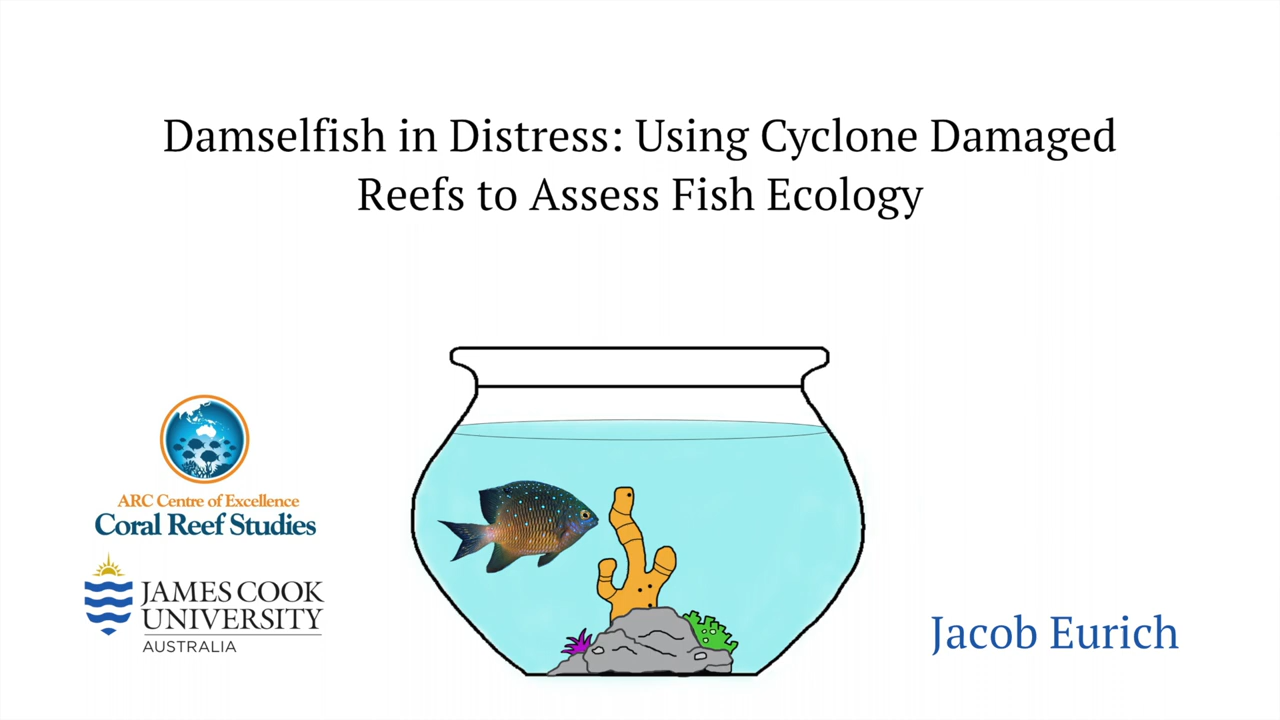 Damselfish in Distress: Using Cyclone Damaged
Reefs to Assess Fish Ecology
ARC Centre of Excellence
Coral Reef Studies
JAMES COOK
UNIVERSITY
AUSTRALIA
Jacob Eurich